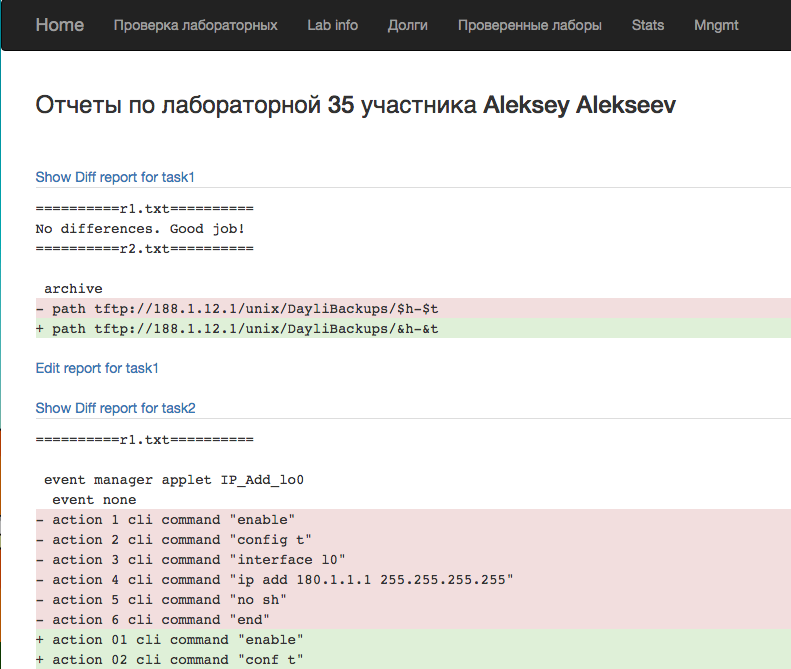 Home Проверка лабораторных Lab info Долги Проверенные лаборы Stats Mngmt
Отчеты по лабораторной 35 участника Aleksey Alekseev
Show Diff report for task1
==========r1.txt==========
No differences. Good job!
==========r2.txt==========
archive
- path tftp://188.1.12.1/unix/DayliBackups/$h-$t
+ path tftp://188.1.12.1/unix/DayliBackups/&h-&t
Edit report for task1
Show Diff report for task2
==========r1.txt==========
event manager applet IP_Add_lo0
event none
- action 1 cli command "enable"
- action 2 cli command "config t"
- action 3 cli command "interface l0"
- action 4 cli command "ip add 180.1.1.1 255.255.255.255"
- action 5 cli command "no sh"
- action 6 cli command "end"
+ action 01 cli command "enable"
+ action 02 cli command "conf t"